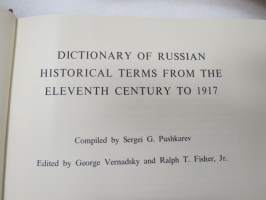 DICTIONARY OF RUSSIAN
HISTORICAL TERMS FROM THE
ELEVENTH CENTURY TO 1917
Compiled by Sergei G. Pushkarev
Edited by George Vernadsky and Ralph T. Fisher, Jr.